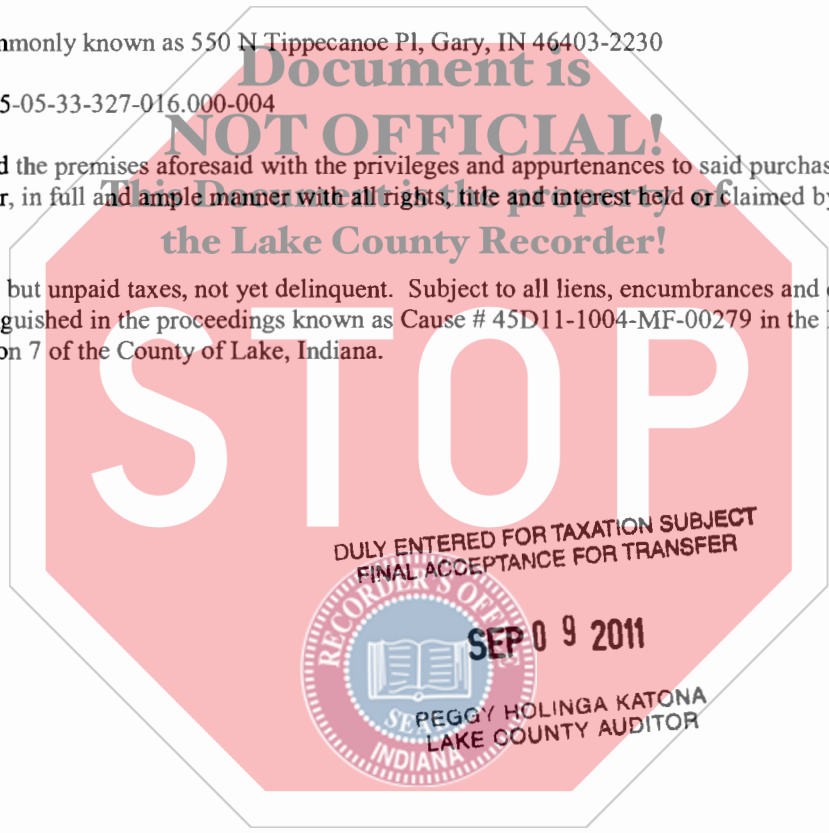 mmonly known as 550 N Tippecanoe Pl, Gary, IN 46403-2230
Document is
5-05-33-327-016.000-004
NOT OFFICIAL!
d the premises aforesaid with the privileges and appurtenances to said purchas
r, in full and ample manner with all rights, title and interest held or claimed by
This Document is the property of
the Lake County Recorder!
but unpaid taxes, not yet delinquent. Subject to all liens, encumbrances and
guished in the proceedings known as Cause # 45D11-1004-MF-00279 in the
on 7 of the County of Lake, Indiana.
STOP
DULY ENTERED FOR TAXATION SUBJECT
FINAL ACCEPTANCE FOR TRANSFER
RECORDER'S OFFICE
SEP 09 2011
SEAL
PEGGY HOLINGA KATONA
LAKE COUNTY AUDITOR
INDIANA